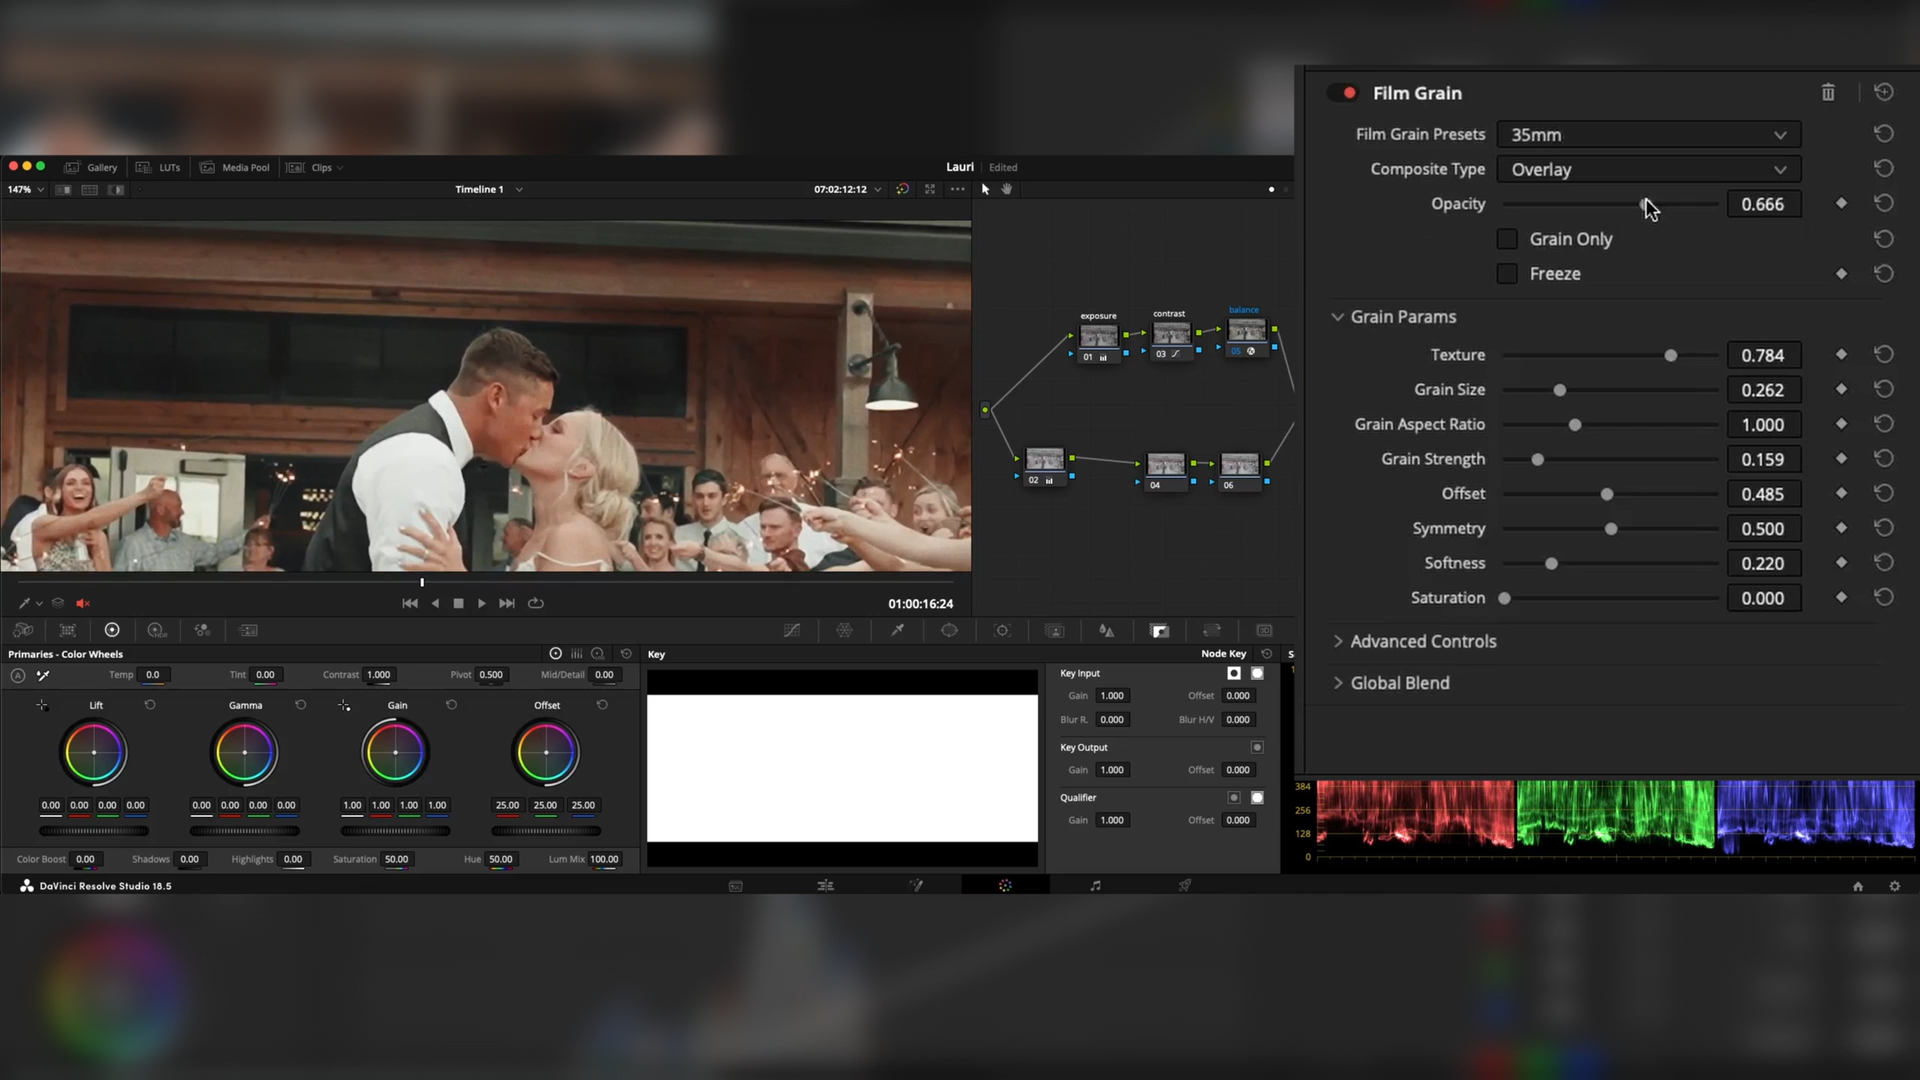 Gallery LUTs Media Pool Clips Lauri Edited
147% Timeline 1 07:02:12:12
exposure contrast balance
01 03 05
02 04 06
01:00:16:24
Film Grain
Film Grain Presets 35mm
Composite Type Overlay
Opacity 0.666
Grain Only
Freeze
Grain Params
Texture 0.784
Grain Size 0.262
Grain Aspect Ratio 1.000
Grain Strength 0.159
Offset 0.485
Symmetry 0.500
Softness 0.220
Saturation 0.000
Advanced Controls
Global Blend
Primaries - Color Wheels
A Temp 0.0 Tint 0.00 Contrast 1.000 Pivot 0.500 Mid/Detail 0.00
Lift Gamma Gain Offset
0.00 0.00 0.00 0.00 0.00 0.00 0.00 0.00 1.00 1.00 1.00 1.00 25.00 25.00 25.00
Color Boost 0.00 Shadows 0.00 Highlights 0.00 Saturation 50.00 Hue 50.00 Lum Mix 100.00
Key Node Key
Key Input
Gain 1.000 Offset 0.000
Blur R. 0.000 Blur H/V 0.000
Key Output
Gain 1.000 Offset 0.000
Qualifier
Gain 1.000 Offset 0.000
S
384
256
128
0
DaVinci Resolve Studio 18.5